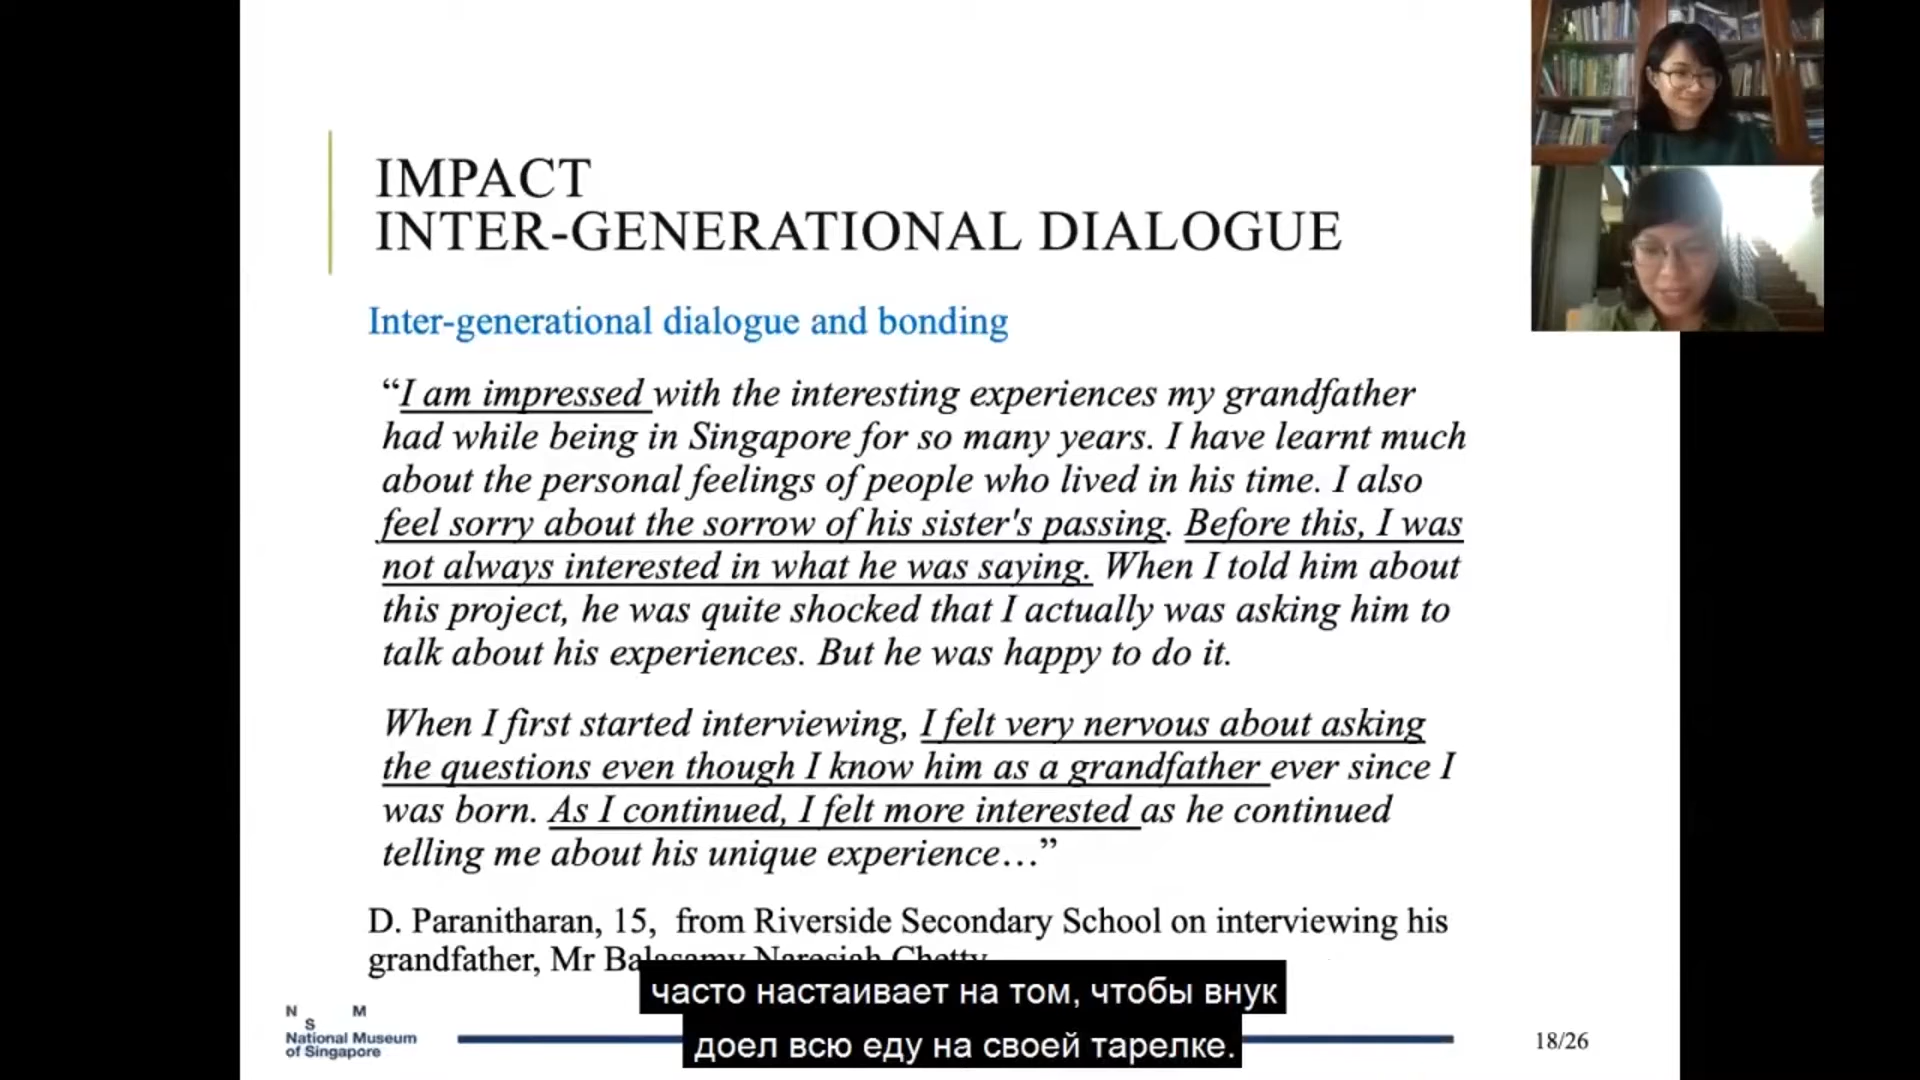 IMPACT
INTER-GENERATIONAL DIALOGUE
Inter-generational dialogue and bonding
“I am impressed with the interesting experiences my grandfather
had while being in Singapore for so many years. I have learnt much
about the personal feelings of people who lived in his time. I also
feel sorry about the sorrow of his sister's passing. Before this, I was
not always interested in what he was saying. When I told him about
this project, he was quite shocked that I actually was asking him to
talk about his experiences. But he was happy to do it.
When I first started interviewing, I felt very nervous about asking
the questions even though I know him as a grandfather ever since I
was born. As I continued, I felt more interested as he continued
telling me about his unique experience…”
D. Paranitharan, 15, from Riverside Secondary School on interviewing his
grandfather, Mr Balasamy Naresiah Chetty
часто настаивает на том, чтобы внук
доел всю еду на своей тарелке.
N S M
National Museum
of Singapore
18/26